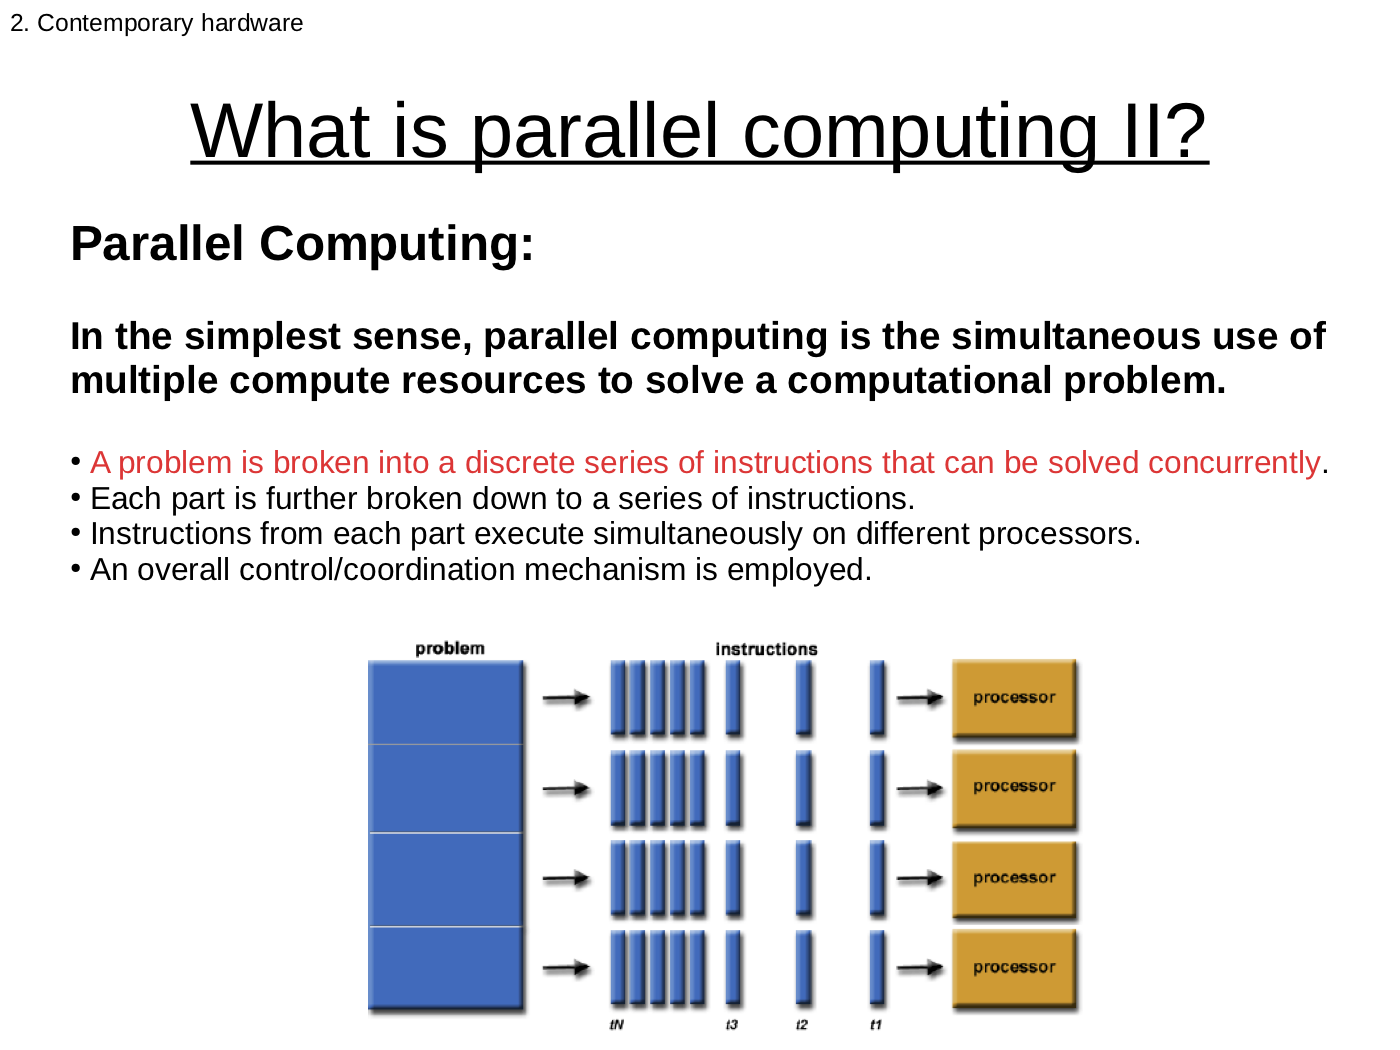 2. Contemporary hardware
What is parallel computing II?
Parallel Computing:
In the simplest sense, parallel computing is the simultaneous use of
multiple compute resources to solve a computational problem.
• A problem is broken into a discrete series of instructions that can be solved concurrently.
• Each part is further broken down to a series of instructions.
• Instructions from each part execute simultaneously on different processors.
• An overall control/coordination mechanism is employed.
problem instructions
processor
processor
processor
processor
tN t3 t2 t1